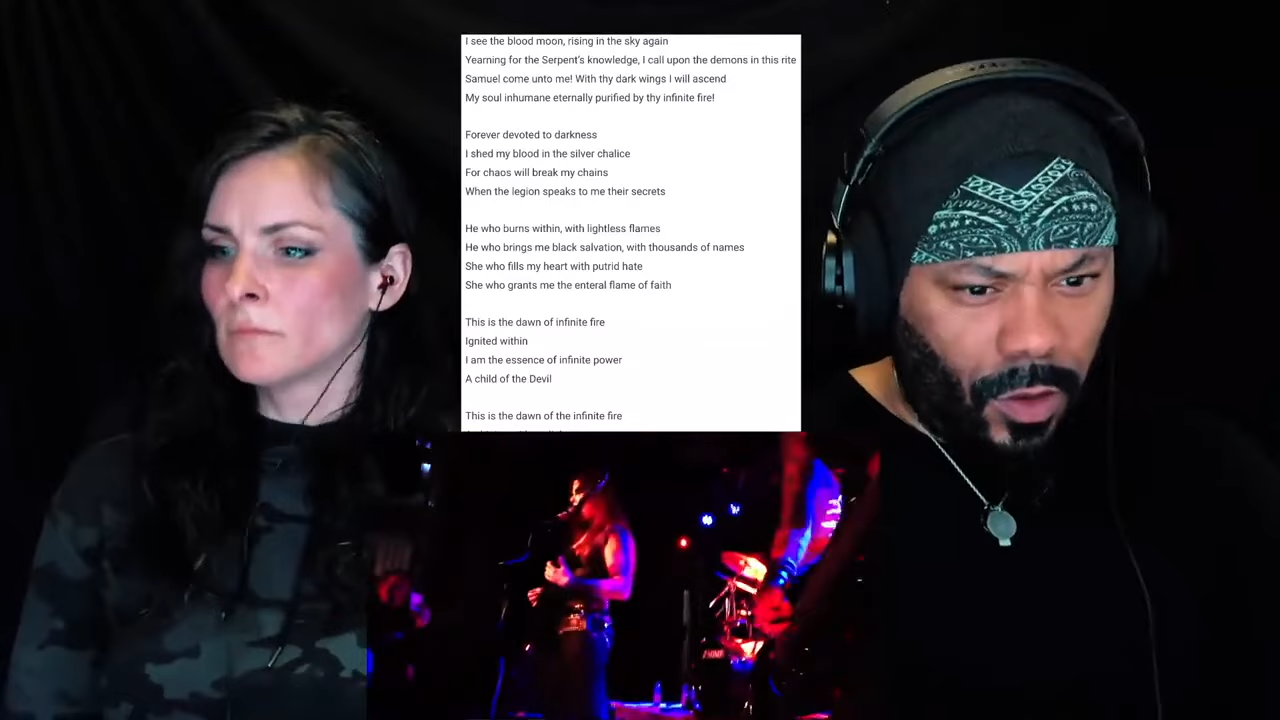 I see the blood moon, rising in the sky again
Yearning for the Serpent's knowledge, I call upon the demons in this rite
Samuel come unto me! With thy dark wings I will ascend
My soul inhumane eternally purified by thy infinite fire!
Forever devoted to darkness
I shed my blood in the silver chalice
For chaos will break my chains
When the legion speaks to me their secrets
He who burns within, with lightless flames
He who brings me black salvation, with thousands of names
She who fills my heart with putrid hate
She who grants me the enteral flame of faith
This is the dawn of infinite fire
Ignited within
I am the essence of infinite power
A child of the Devil
This is the dawn of the infinite fire